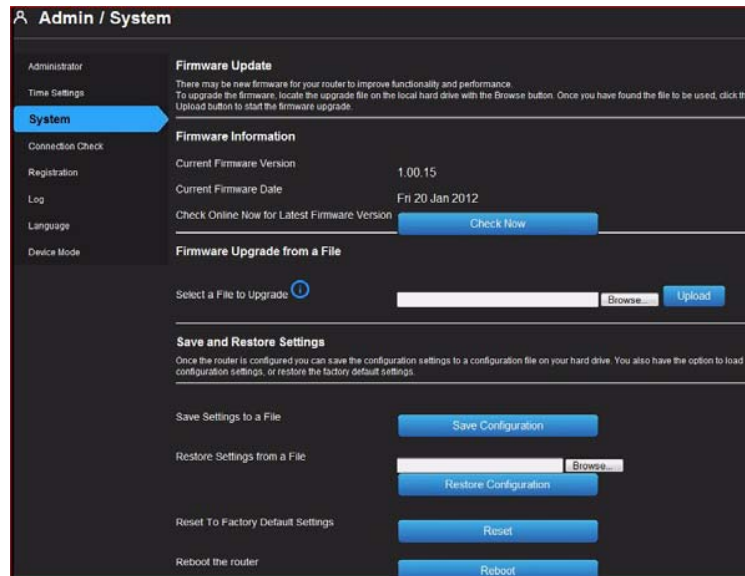 Admin / System
Administrator
Time Settings
System
Connection Check
Registration
Log
Language
Device Mode
Firmware Update
There may be new firmware for your router to improve functionality and performance.
To upgrade the firmware, locate the upgrade file on the local hard drive with the Browse button. Once you have found the file to be used, click th
Upload button to start the firmware upgrade.
Firmware Information
Current Firmware Version 1.00.15
Current Firmware Date Fri 20 Jan 2012
Check Online Now for Latest Firmware Version Check Now
Firmware Upgrade from a File
Select a File to Upgrade Browse... Upload
Save and Restore Settings
Once the router is configured you can save the configuration settings to a configuration file on your hard drive. You also have the option to load
configuration settings, or restore the factory default settings.
Save Settings to a File Save Configuration
Restore Settings from a File Browse...
Restore Configuration
Reset To Factory Default Settings Reset
Reboot the router Reboot